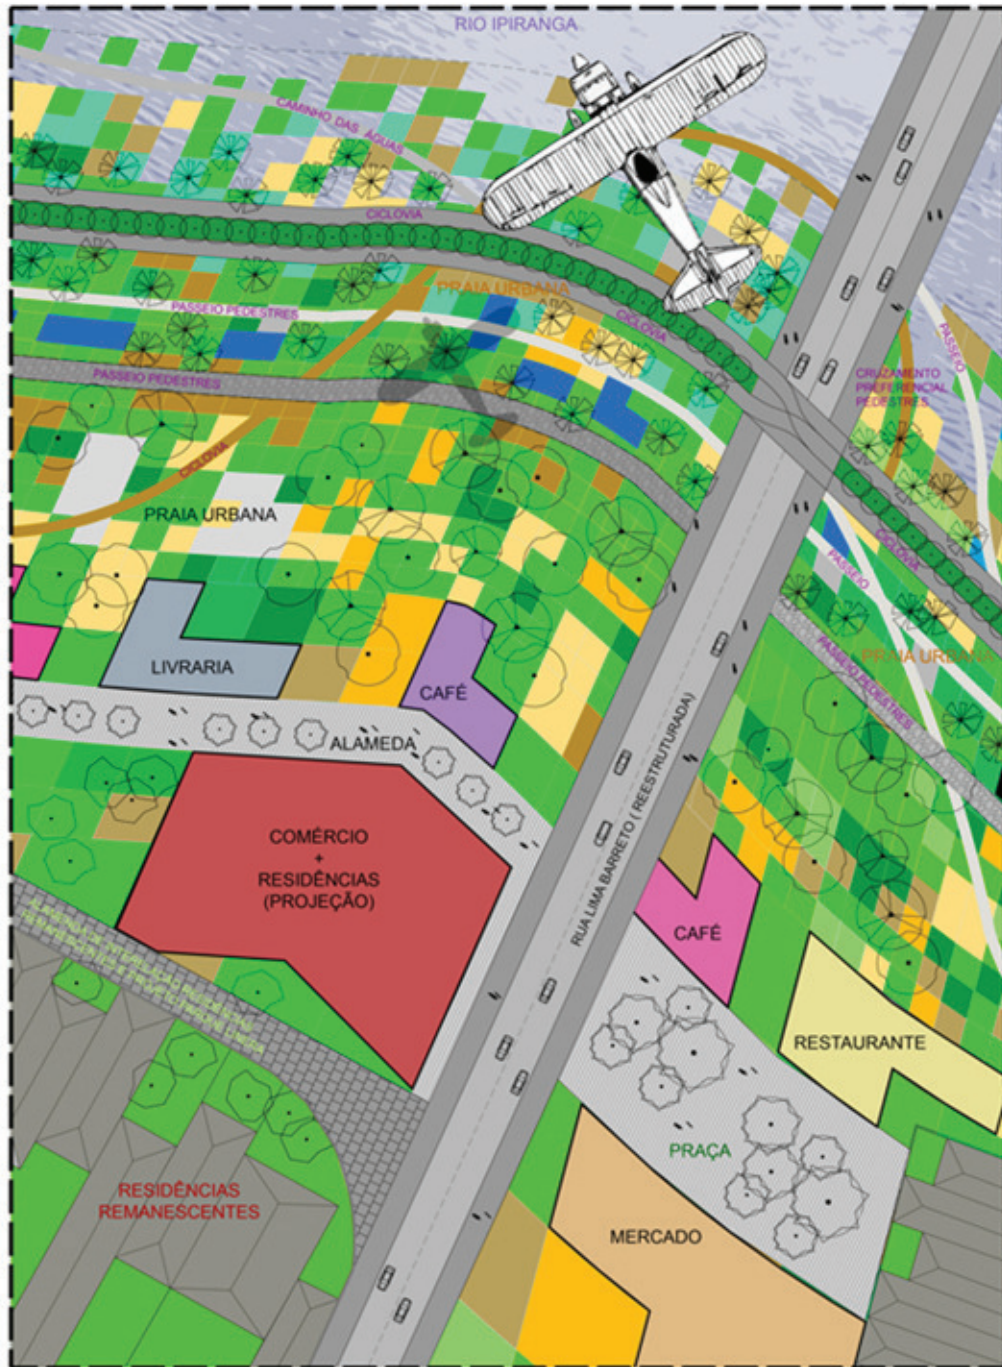 RIO IPIRANGA
CAMINHO DAS ÁGUAS
CICLOVIA
PRAIA URBANA
PASSEIO PEDESTRES
CICLOVIA
PASSEIO
PASSEIO PEDESTRES
CRUZAMENTO
PREFERENCIAL
PEDESTRES
CICLOVIA
PRAIA URBANA
CICLOVIA
PASSEIO
LIVRARIA
CAFÉ
PASSEIO PEDESTRES
PRAIA URBANA
ALAMEDA
RUA LIMA BARRETO ( REESTRUTURADA)
COMÉRCIO
+
RESIDÊNCIAS
(PROJEÇÃO)
CAFÉ
RESTAURANTE
PRAÇA
RESIDÊNCIAS
REMANESCENTES
MERCADO